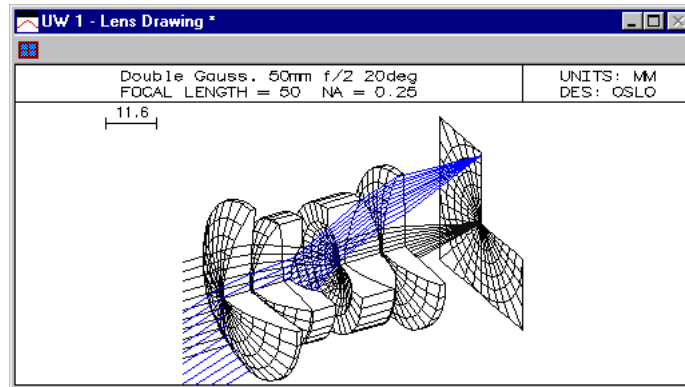 UW 1 - Lens Drawing *
Double Gauss. 50mm f/2 20deg
FOCAL LENGTH = 50 NA = 0.25
UNITS: MM
DES: OSLO
11.6